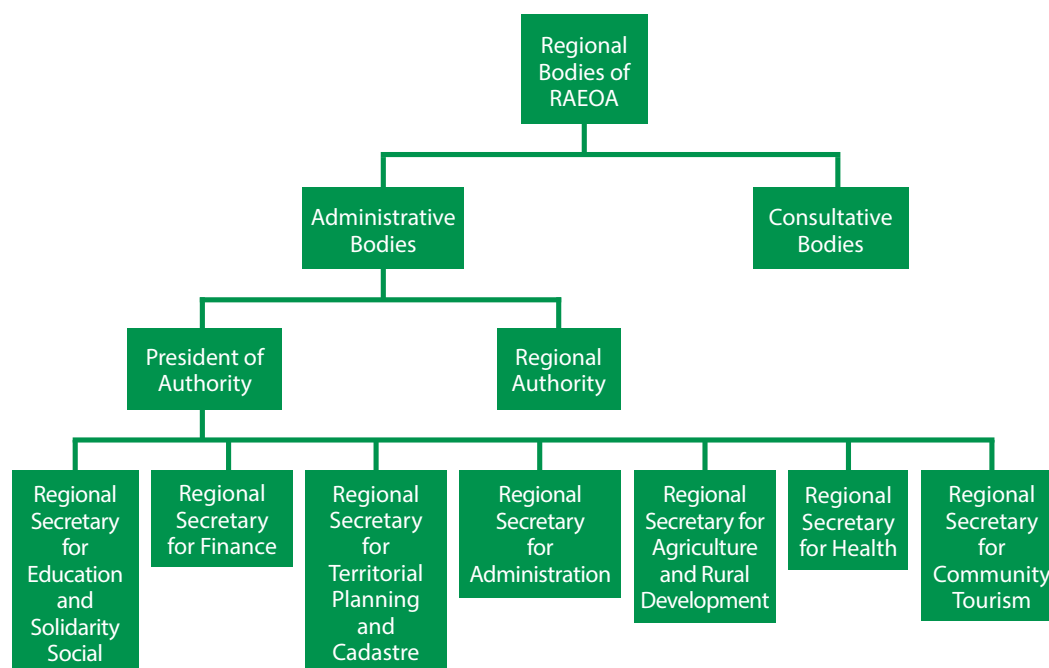 Regional
Bodies of
RAEOA
Administrative
Bodies
Consultative
Bodies
President of
Authority
Regional
Authority
Regional
Secretary
for
Education
and
Solidarity
Social
Regional
Secretary
for Finance
Regional
Secretary
for
Territorial
Planning
and
Cadastre
Regional
Secretary
for
Administration
Regional
Secretary for
Agriculture
and Rural
Development
Regional
Secretary
for Health
Regional
Secretary
for
Community
Tourism